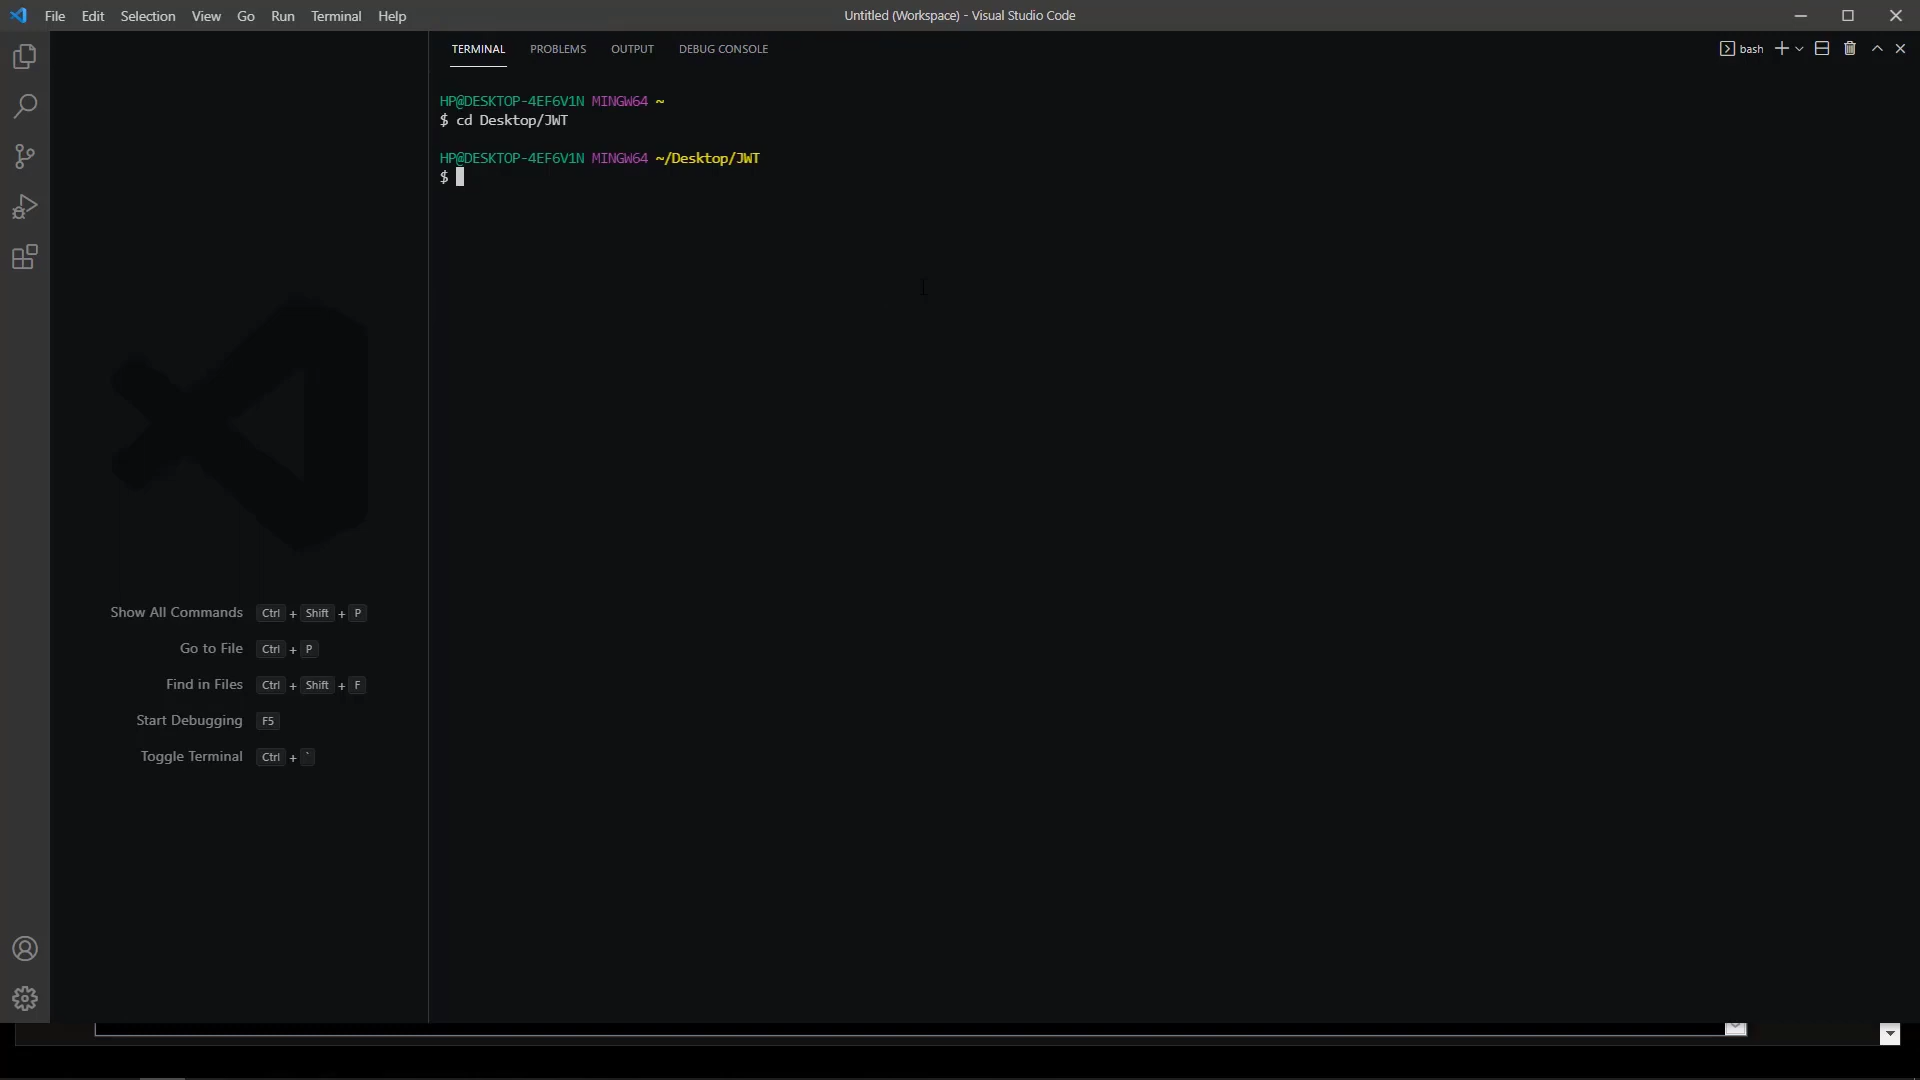 File Edit Selection View Go Run Terminal Help
Untitled (Workspace) - Visual Studio Code
TERMINAL PROBLEMS OUTPUT DEBUG CONSOLE
bash
HP@DESKTOP-4EF6V1N MINGW64 ~
$ cd Desktop/JWT
HP@DESKTOP-4EF6V1N MINGW64 ~/Desktop/JWT
$
Show All Commands Ctrl + Shift + P
Go to File Ctrl + P
Find in Files Ctrl + Shift + F
Start Debugging F5
Toggle Terminal Ctrl + `